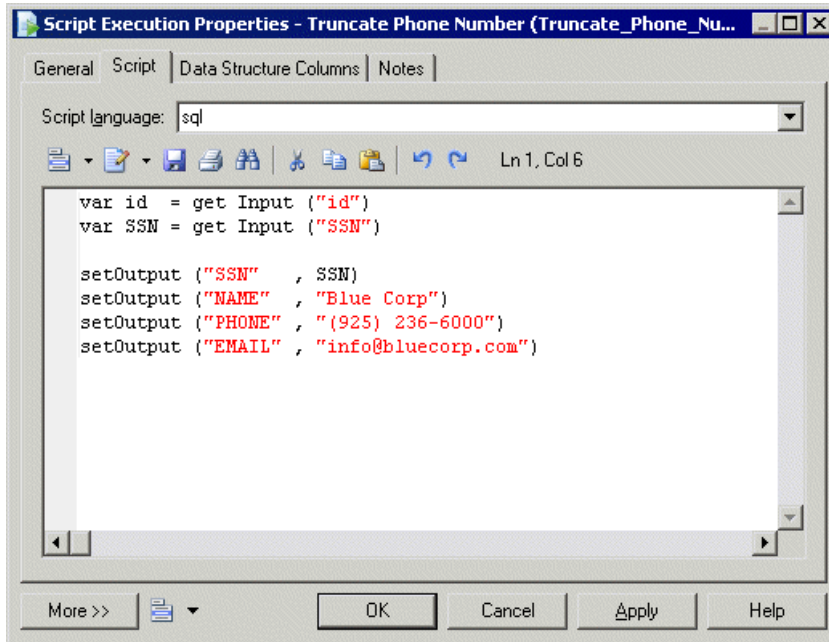 Script Execution Properties - Truncate Phone Number (Truncate_Phone_Nu...
General Script Data Structure Columns Notes
Script language: sql
Ln 1, Col 6
var id  = get Input ("id")
var SSN = get Input ("SSN")
setOutput ("SSN"   , SSN)
setOutput ("NAME"  , "Blue Corp")
setOutput ("PHONE" , "(925) 236-6000")
setOutput ("EMAIL" , "info@bluecorp.com")
More >> OK Cancel Apply Help